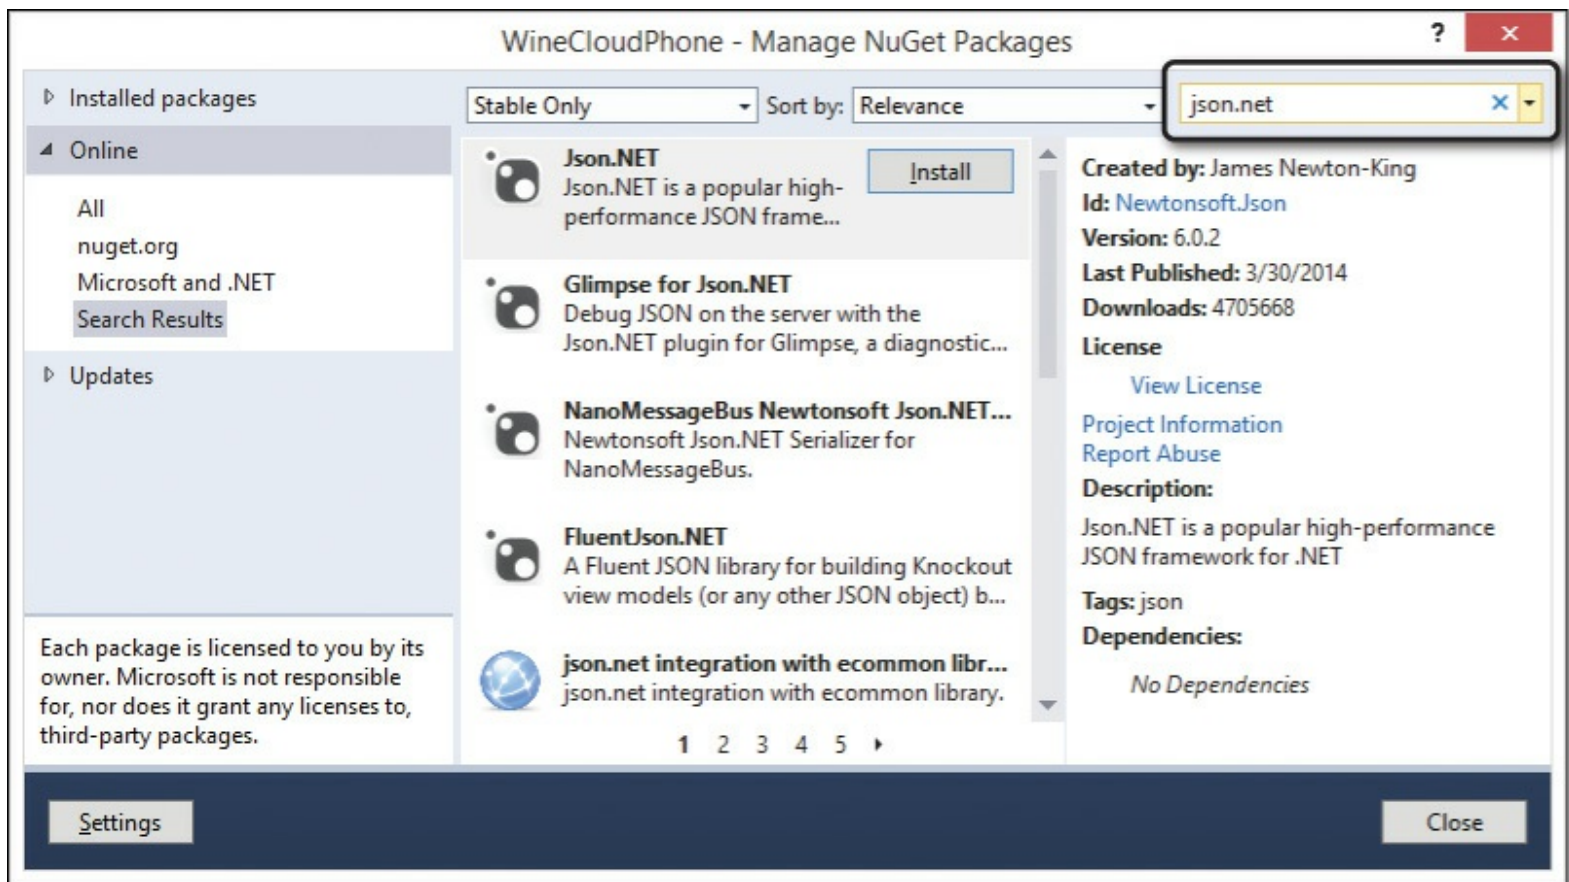 WineCloudPhone - Manage NuGet Packages
?
Installed packages
Online
All
nuget.org
Microsoft and .NET
Search Results
Updates
Each package is licensed to you by its
owner. Microsoft is not responsible
for, nor does it grant any licenses to,
third-party packages.
Stable Only
Sort by: Relevance
json.net
Json.NET
Json.NET is a popular high-
performance JSON frame...
Install
Glimpse for Json.NET
Debug JSON on the server with the
Json.NET plugin for Glimpse, a diagnostic...
NanoMessageBus Newtonsoft Json.NET...
Newtonsoft Json.NET Serializer for
NanoMessageBus.
FluentJson.NET
A Fluent JSON library for building Knockout
view models (or any other JSON object) b...
json.net integration with ecommon libr...
json.net integration with ecommon library.
1 2 3 4 5
Created by: James Newton-King
Id: Newtonsoft.Json
Version: 6.0.2
Last Published: 3/30/2014
Downloads: 4705668
License
View License
Project Information
Report Abuse
Description:
Json.NET is a popular high-performance
JSON framework for .NET
Tags: json
Dependencies:
No Dependencies
Settings
Close